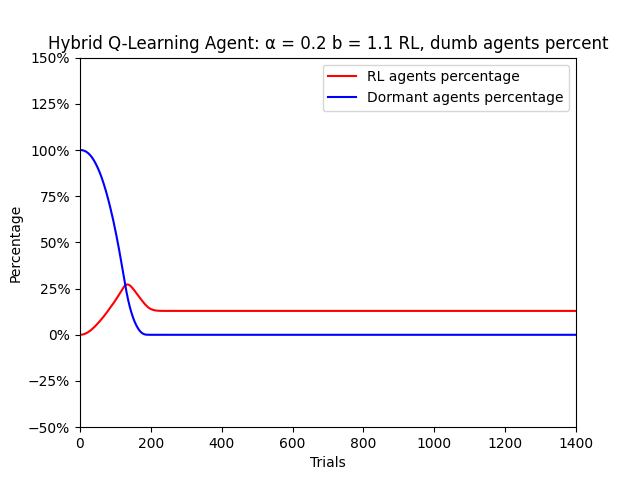 Hybrid Q-Learning Agent: α = 0.2 b = 1.1 RL, dumb agents percent
150%
125%
100%
75%
50%
25%
0%
−25%
−50%
Percentage
RL agents percentage
Dormant agents percentage
0 200 400 600 800 1000 1200 1400
Trials